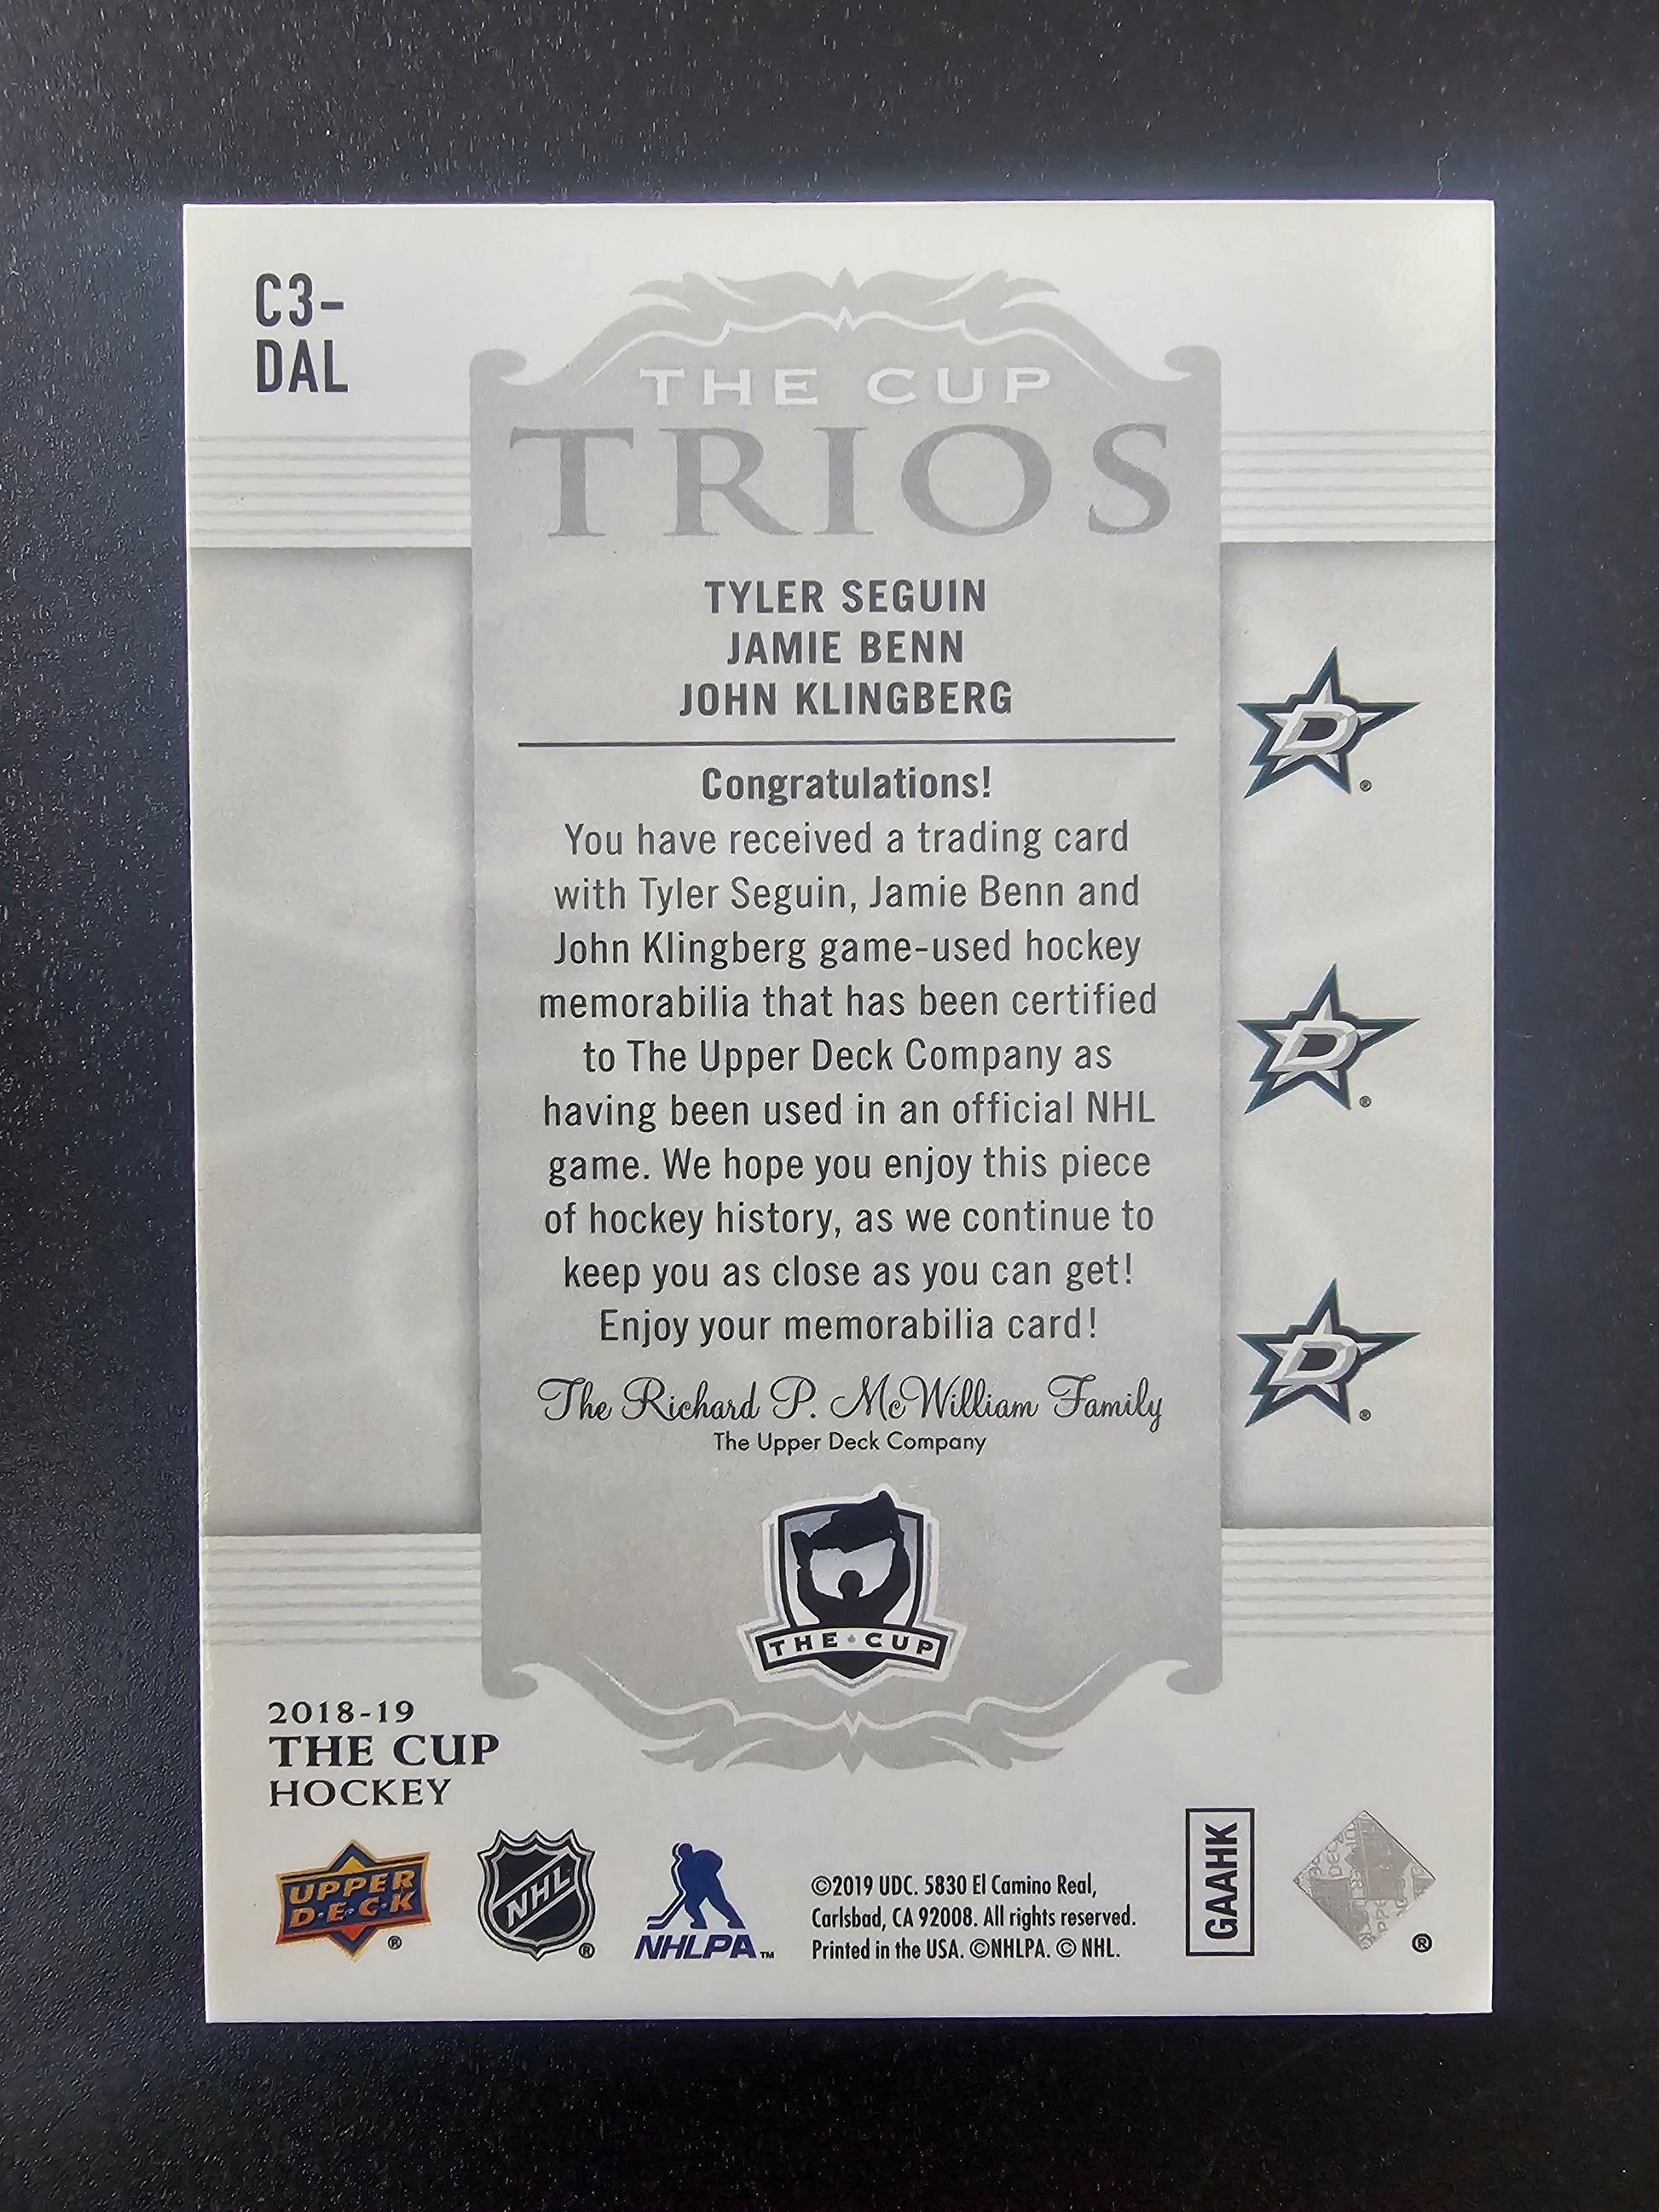 C3-
DAL
THE CUP
TRIOS
TYLER SEGUIN
JAMIE BENN
JOHN KLINGBERG
Congratulations!
You have received a trading card
with Tyler Seguin, Jamie Benn and
John Klingberg game-used hockey
memorabilia that has been certified
to The Upper Deck Company as
having been used in an official NHL
game. We hope you enjoy this piece
of hockey history, as we continue to
keep you as close as you can get!
Enjoy your memorabilia card!
The Richard P. McWilliam Family
The Upper Deck Company
D®
D®
D®
THE CUP
2018-19
THE CUP
HOCKEY
UPPER
D·E·C·K
®
NHL®
NHLPA™
©2019 UDC. 5830 El Camino Real,
Carlsbad, CA 92008. All rights reserved.
Printed in the USA. ©NHLPA. © NHL.
GAAHK
®